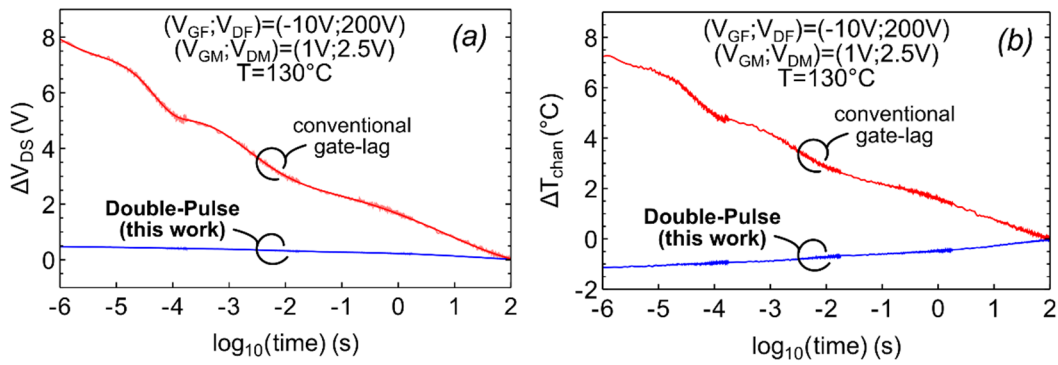 (V_GF;V_DF)=(-10V;200V)
(V_GM;V_DM)=(1V;2.5V)
T=130°C
(a)
conventional
gate-lag
Double-Pulse
(this work)
ΔV_DS (V)
8
6
4
2
0
-6 -5 -4 -3 -2 -1 0 1 2
log₁₀(time) (s)
(V_GF;V_DF)=(-10V;200V)
(V_GM;V_DM)=(1V;2.5V)
T=130°C
(b)
conventional
gate-lag
Double-Pulse
(this work)
ΔT_chan (°C)
8
6
4
2
0
-2
-6 -5 -4 -3 -2 -1 0 1 2
log₁₀(time) (s)